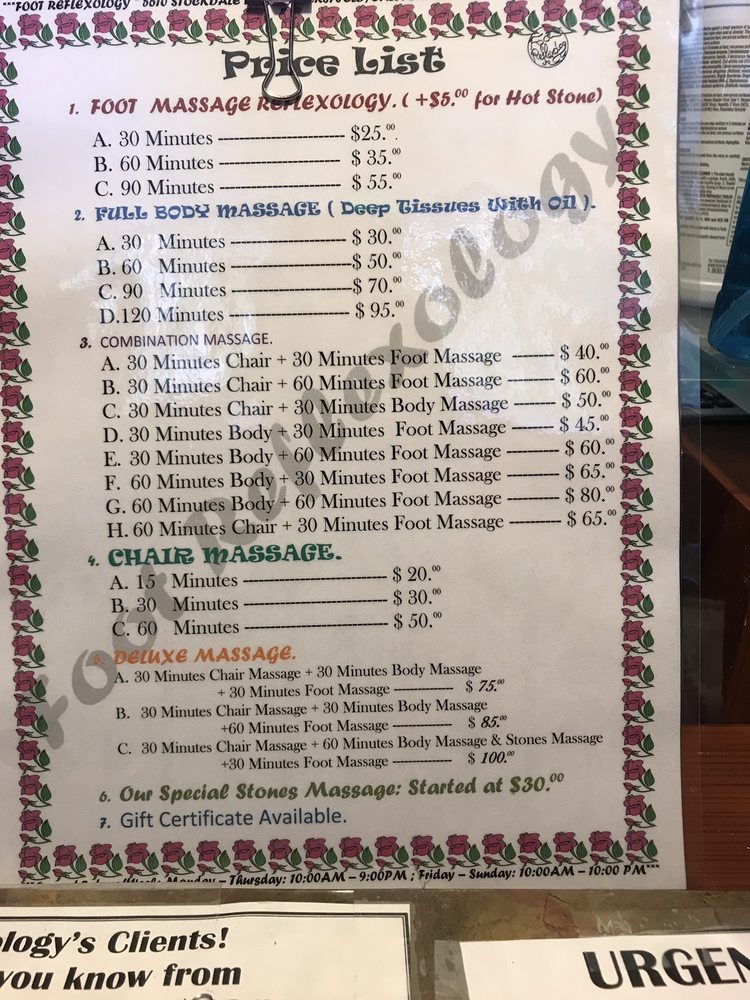 ***FOOT REFLEXOLOGY
Price List
1. FOOT MASSAGE REFLEXOLOGY. ( +$5.00 for Hot Stone)
A. 30 Minutes ---------------------- $25.00.
B. 60 Minutes ---------------------- $ 35.00
C. 90 Minutes ---------------------- $ 55.00
2. FULL BODY MASSAGE ( Deep Tissues With Oil ).
A. 30 Minutes -------------------- $ 30.00
B. 60 Minutes --------------------$ 50.00
C. 90 Minutes --------------------$ 70.00
D.120 Minutes -------------------- $ 95.00
3. COMBINATION MASSAGE.
A. 30 Minutes Chair + 30 Minutes Foot Massage ------- $ 40.00
B. 30 Minutes Chair + 60 Minutes Foot Massage -------- $ 60.00
C. 30 Minutes Chair + 30 Minutes Body Massage ------- $ 50.00
D. 30 Minutes Body + 30 Minutes Foot Massage ------- $ 45.00
E. 30 Minutes Body + 60 Minutes Foot Massage --------- $ 60.00
F. 60 Minutes Body + 30 Minutes Foot Massage --------- $ 65.00
G. 60 Minutes Body + 60 Minutes Foot Massage --------- $ 80.00
H. 60 Minutes Chair + 30 Minutes Foot Massage --------- $ 65.00
4. CHAIR MASSAGE.
A. 15 Minutes ------------------------- $ 20.00
B. 30 Minutes ------------------------- $ 30.00
C. 60 Minutes ------------------------- $ 50.00
5. DELUXE MASSAGE.
A. 30 Minutes Chair Massage + 30 Minutes Body Massage
+ 30 Minutes Foot Massage -------------- $ 75.00
B. 30 Minutes Chair Massage + 30 Minutes Body Massage
+60 Minutes Foot Massage -------------- $ 85.00
C. 30 Minutes Chair Massage + 60 Minutes Body Massage & Stones Massage
+30 Minutes Foot Massage -------------- $ 100.00
6. Our Special Stones Massage: Started at $30.00
7. Gift Certificate Available.
Foot Reflexology
Monday – Thursday: 10:00AM – 9:00PM ; Friday – Sunday: 10:00AM – 10:00 PM***
ology's Clients!
you know from
URGEN